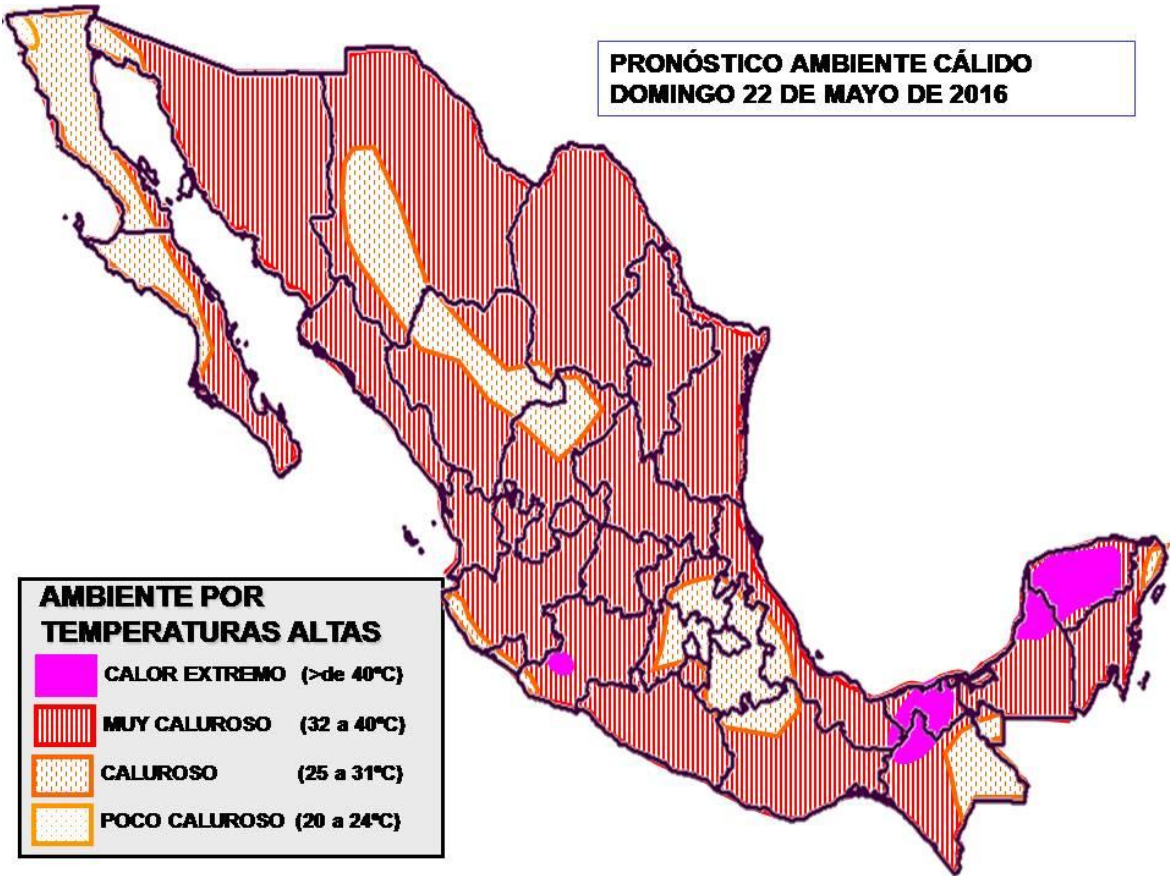 PRONÓSTICO AMBIENTE CÁLIDO
DOMINGO 22 DE MAYO DE 2016
AMBIENTE POR
TEMPERATURAS ALTAS
CALOR EXTREMO (>de 40ºC)
MUY CALUROSO (32 a 40ºC)
CALUROSO (25 a 31ºC)
POCO CALUROSO (20 a 24ºC)